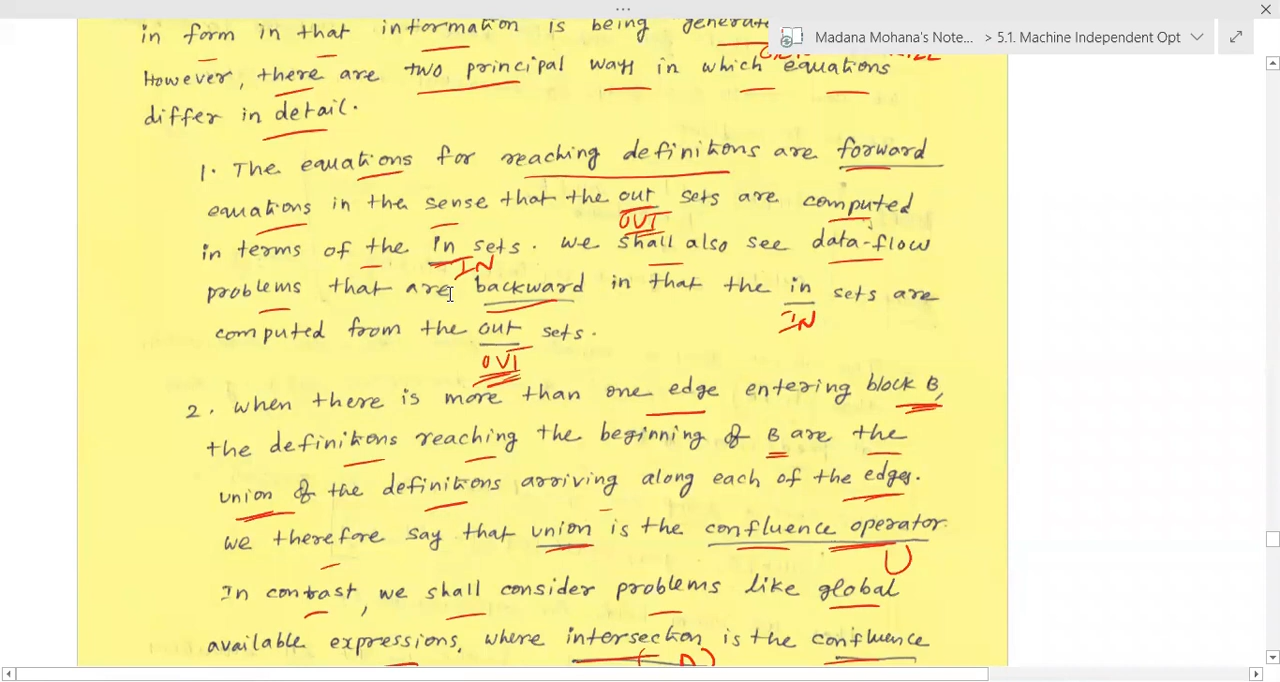 Madana Mohana's Note... > 5.1. Machine Independent Opt
in form in that information is being generate
However, there are two principal ways in which equations
differ in detail.
1. The equations for reaching definitions are forward
equations in the sense that the out sets are computed
OUT
in terms of the in sets. We shall also see data-flow
IN
problems that are backward in that the in sets are
IN
computed from the out sets.
OUT
2. When there is more than one edge entering block B,
the definitions reaching the beginning of B are the
union of the definitions arriving along each of the edges.
We therefore say that union is the confluence operator.
U
In contrast, we shall consider problems like global
available expressions, where intersection is the confluence
(∩)